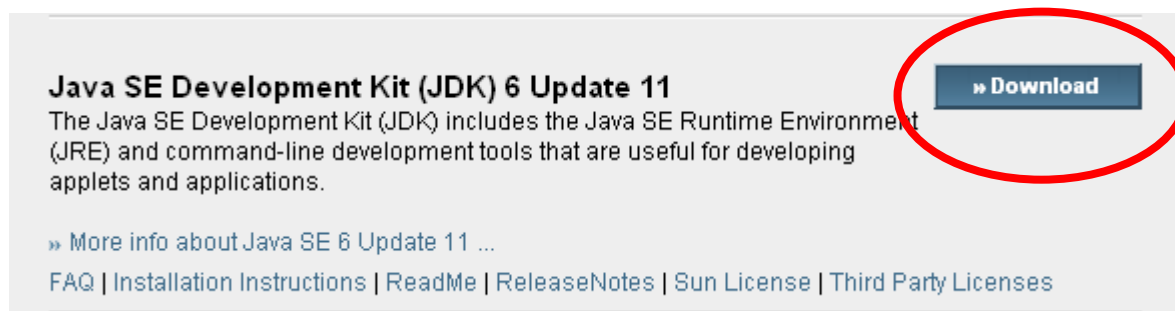 Java SE Development Kit (JDK) 6 Update 11
» Download
The Java SE Development Kit (JDK) includes the Java SE Runtime Environment
(JRE) and command-line development tools that are useful for developing
applets and applications.
» More info about Java SE 6 Update 11 ...
FAQ | Installation Instructions | ReadMe | ReleaseNotes | Sun License | Third Party Licenses